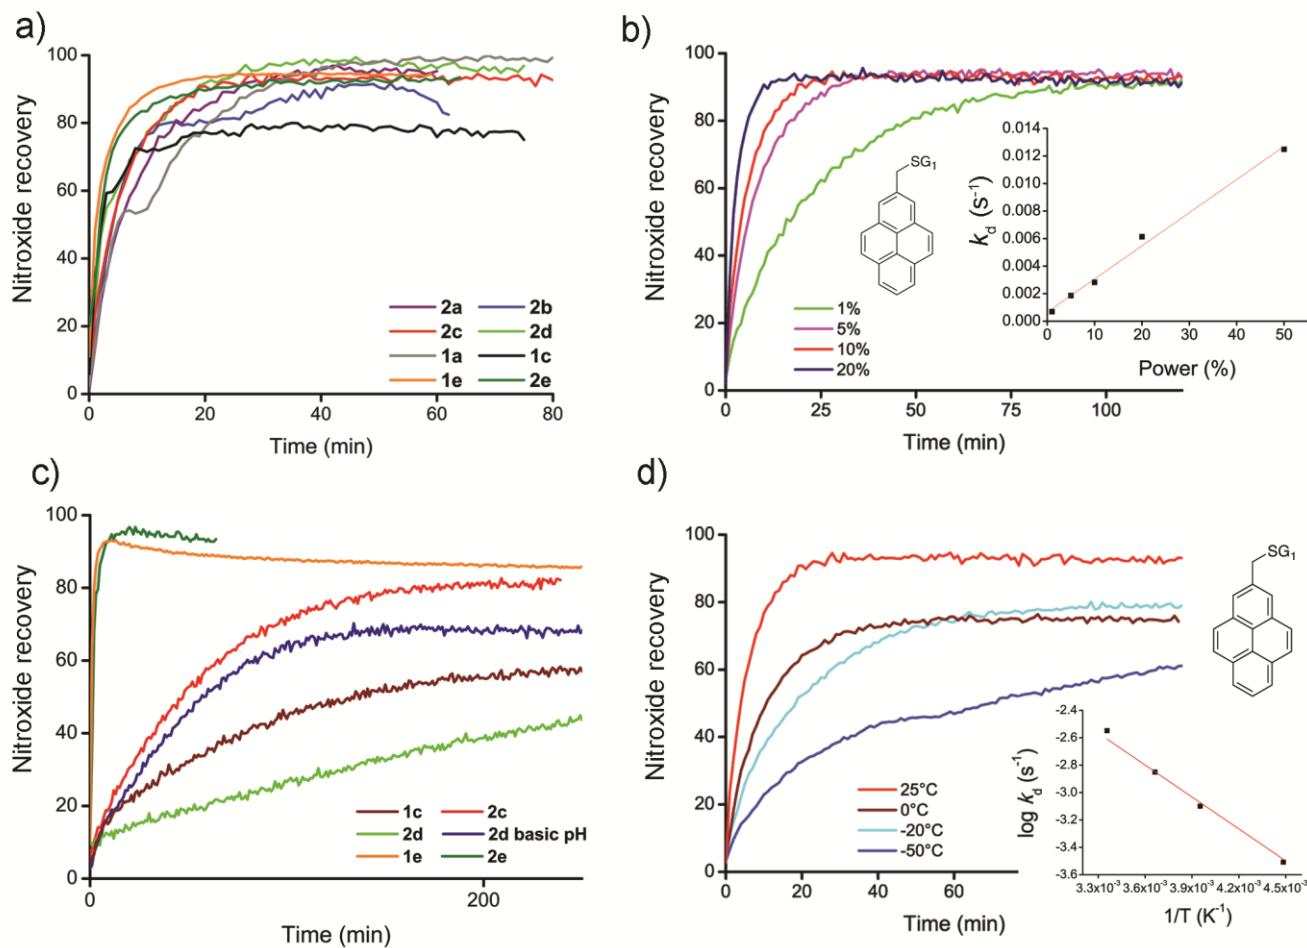 a)
Nitroxide recovery
100
80
60
40
20
0
0 20 40 60 80
Time (min)
2a 2b
2c 2d
1a 1c
1e 2e
b)
Nitroxide recovery
100
80
60
40
20
0
0 25 50 75 100
Time (min)
SG₁
1%
5%
10%
20%
k_d (s⁻¹)
0.014
0.012
0.010
0.008
0.006
0.004
0.002
0.000
0 10 20 30 40 50
Power (%)
c)
Nitroxide recovery
100
80
60
40
20
0
0 200
Time (min)
1c 2c
2d 2d basic pH
1e 2e
d)
Nitroxide recovery
100
80
60
40
20
0
0 20 40 60
Time (min)
25°C
0°C
-20°C
-50°C
SG₁
log k_d (s⁻¹)
-2.4
-2.6
-2.8
-3.0
-3.2
-3.4
-3.6
3.3x10⁻³ 3.6x10⁻³ 3.9x10⁻³ 4.2x10⁻³ 4.5x10⁻³
1/T (K⁻¹)